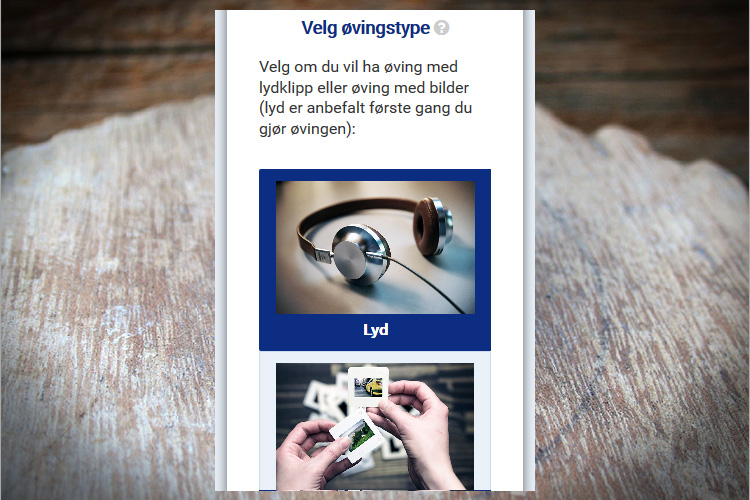 Velg øvingstype ?
Velg om du vil ha øving med
lydklipp eller øving med bilder
(lyd er anbefalt første gang du
gjør øvingen):
Lyd